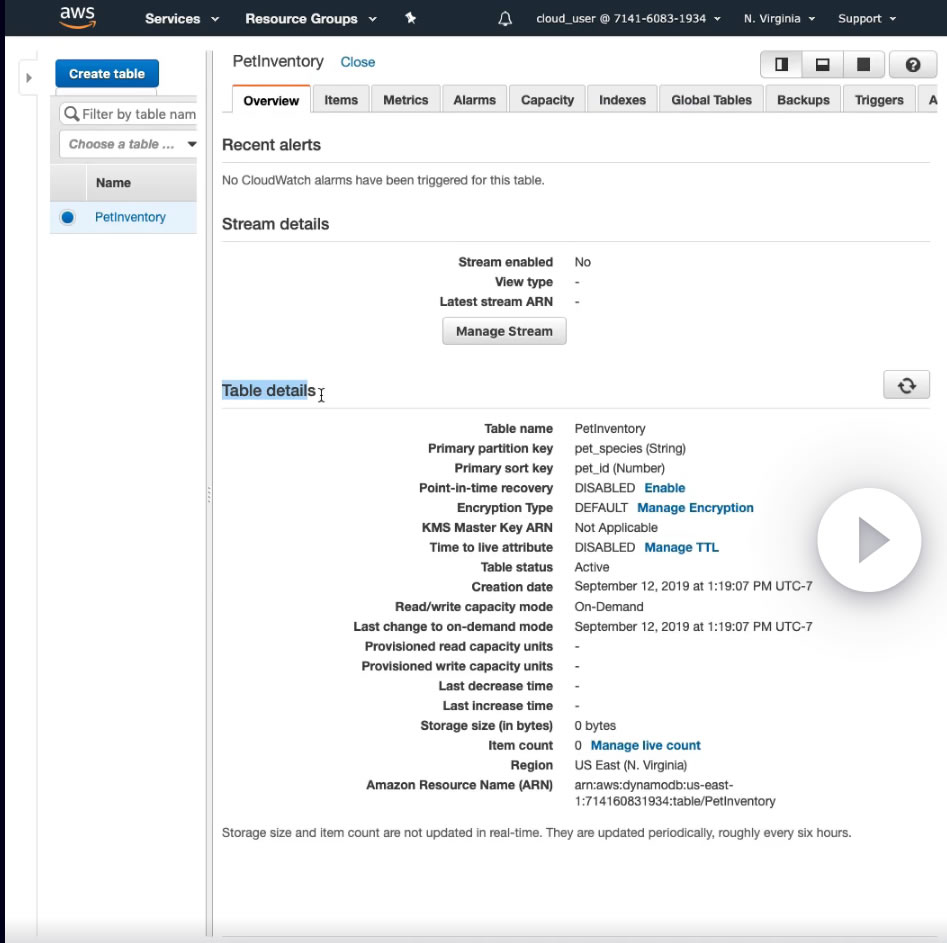 aws Services Resource Groups cloud_user @ 7141-6083-1934 N. Virginia Support
Create table
Filter by table nam
Choose a table ...
Name
PetInventory
PetInventory Close
Overview Items Metrics Alarms Capacity Indexes Global Tables Backups Triggers A
Recent alerts
No CloudWatch alarms have been triggered for this table.
Stream details
Stream enabled No
View type -
Latest stream ARN -
Manage Stream
Table details
Table name PetInventory
Primary partition key pet_species (String)
Primary sort key pet_id (Number)
Point-in-time recovery DISABLED Enable
Encryption Type DEFAULT Manage Encryption
KMS Master Key ARN Not Applicable
Time to live attribute DISABLED Manage TTL
Table status Active
Creation date September 12, 2019 at 1:19:07 PM UTC-7
Read/write capacity mode On-Demand
Last change to on-demand mode September 12, 2019 at 1:19:07 PM UTC-7
Provisioned read capacity units -
Provisioned write capacity units -
Last decrease time -
Last increase time -
Storage size (in bytes) 0 bytes
Item count 0 Manage live count
Region US East (N. Virginia)
Amazon Resource Name (ARN) arn:aws:dynamodb:us-east-
1:714160831934:table/PetInventory
Storage size and item count are not updated in real-time. They are updated periodically, roughly every six hours.